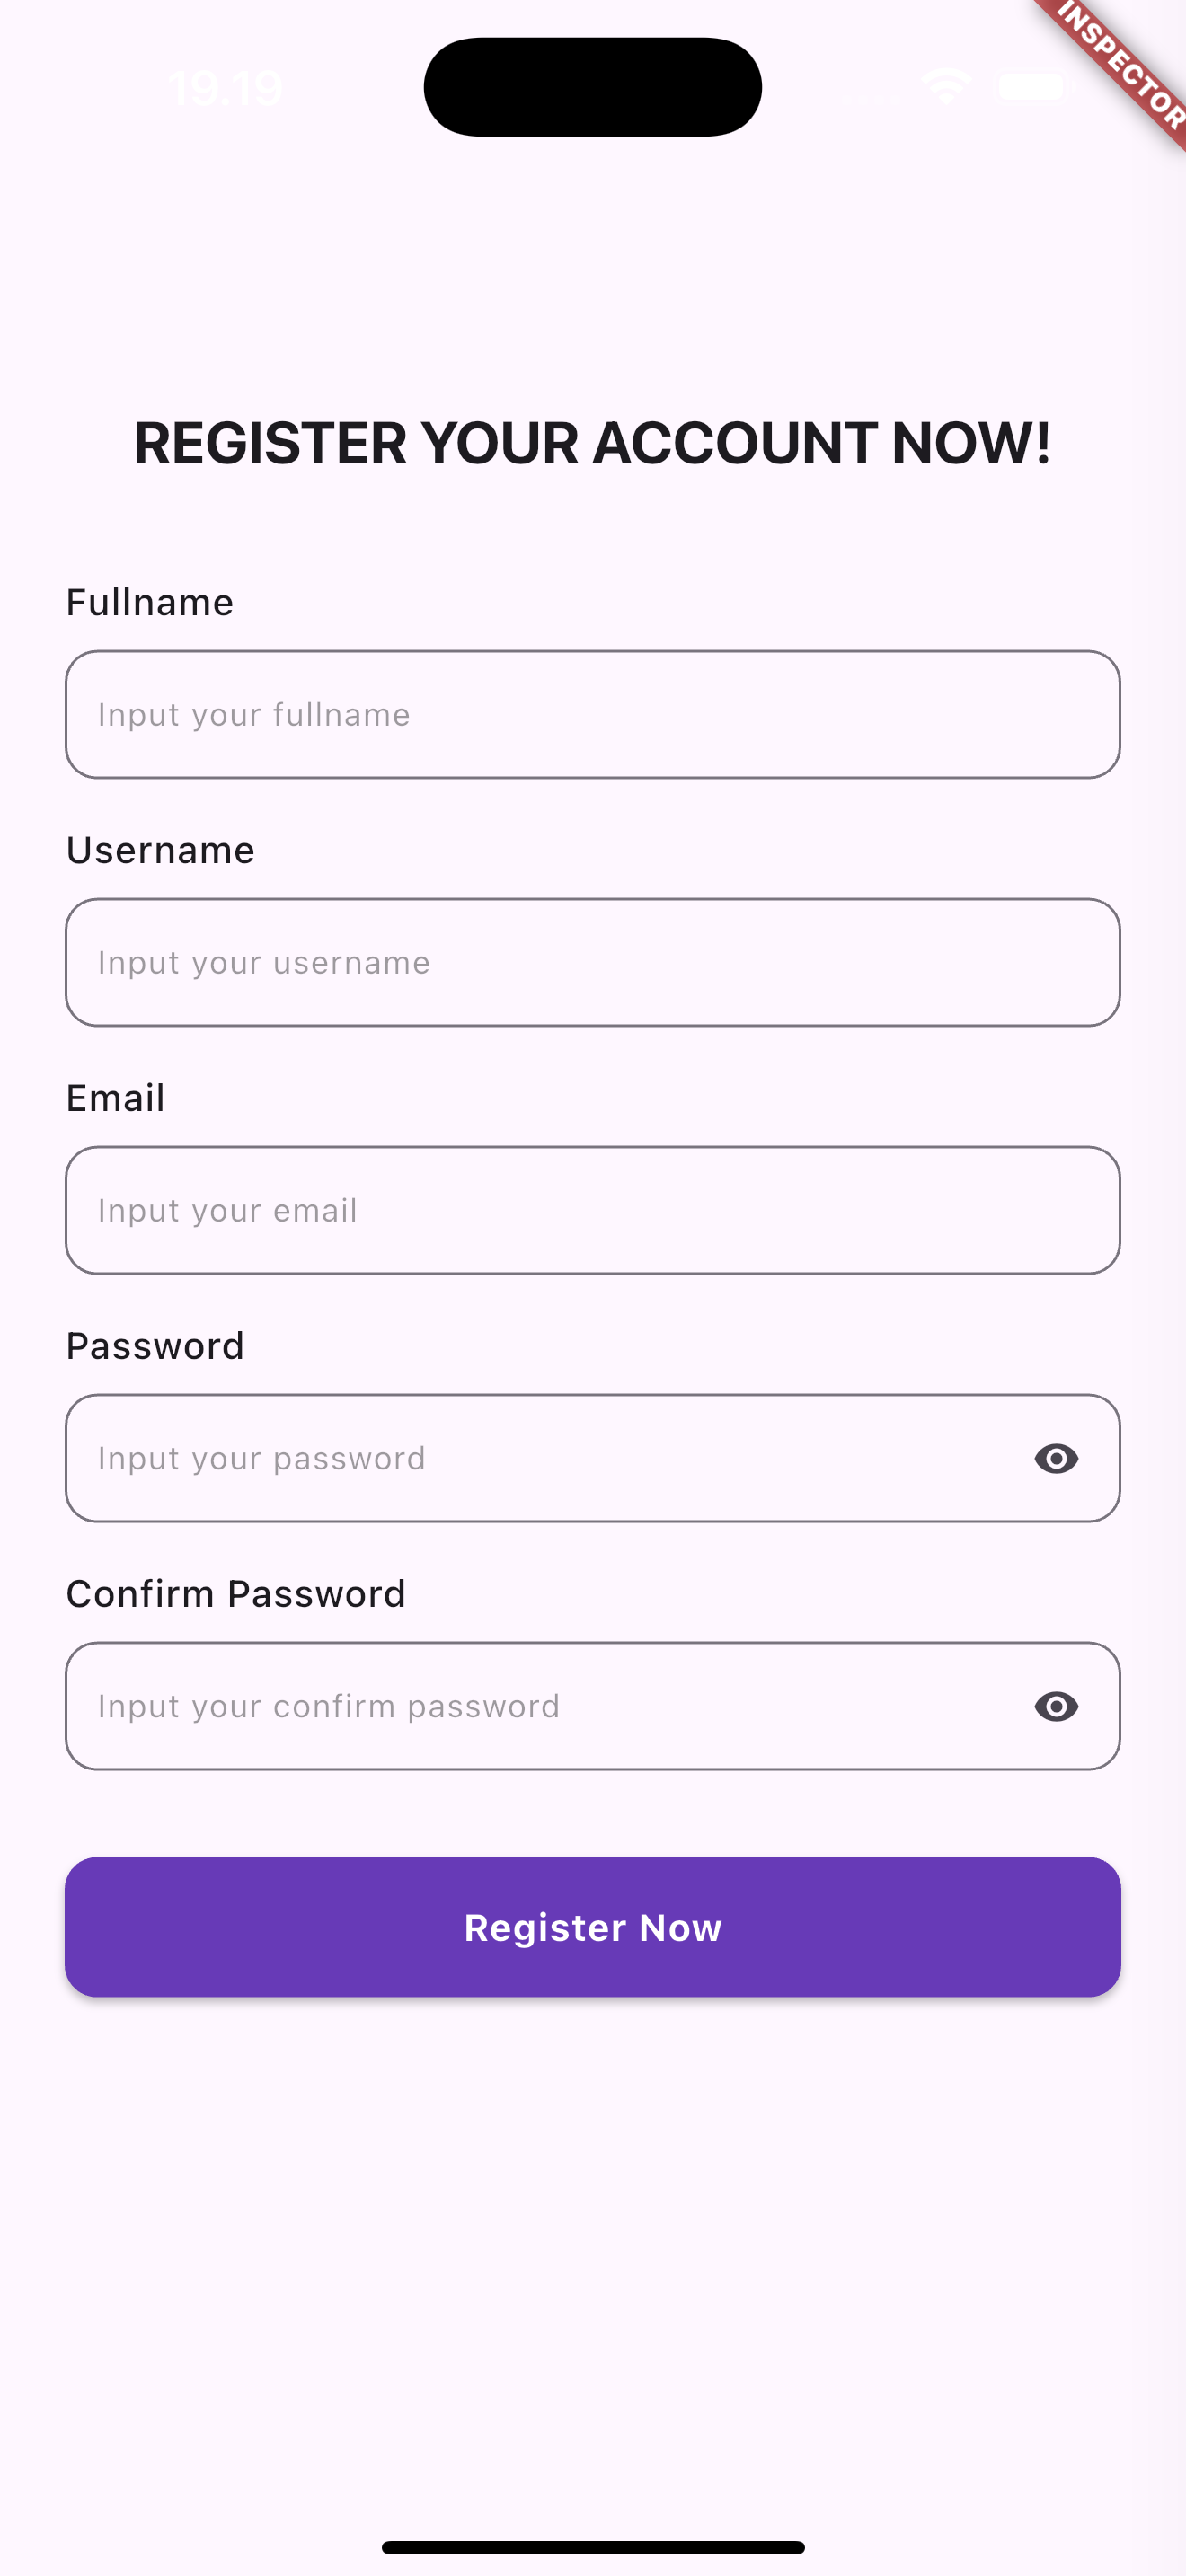 19.19
INSPECTOR
REGISTER YOUR ACCOUNT NOW!
Fullname
Input your fullname
Username
Input your username
Email
Input your email
Password
Input your password
Confirm Password
Input your confirm password
Register Now